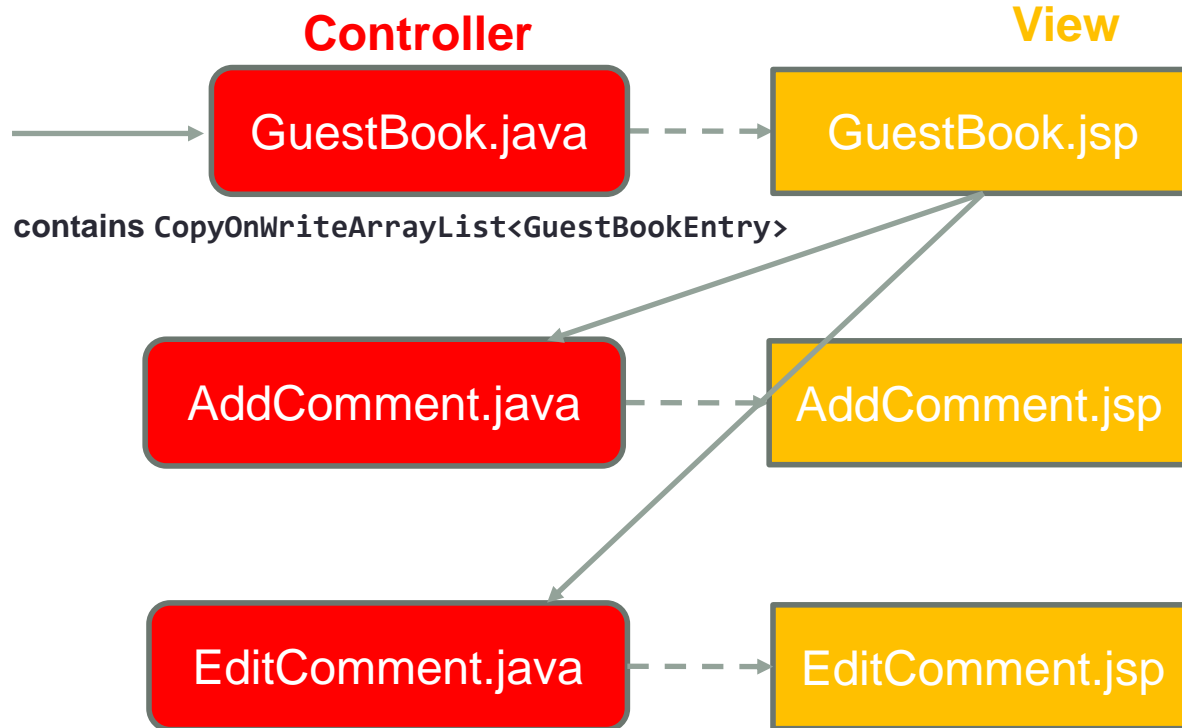 Controller
View
GuestBook.java
GuestBook.jsp
contains CopyOnWriteArrayList<GuestBookEntry>
AddComment.java
AddComment.jsp
EditComment.java
EditComment.jsp